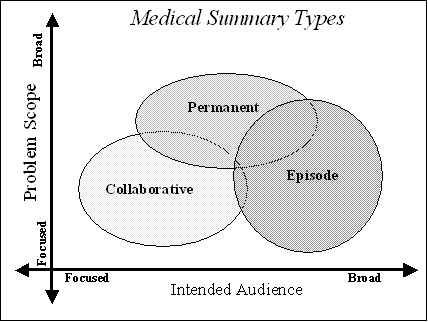 Medical Summary Types
Broad
Problem Scope
Focused
Permanent
Collaborative
Episode
Focused
Broad
Intended Audience